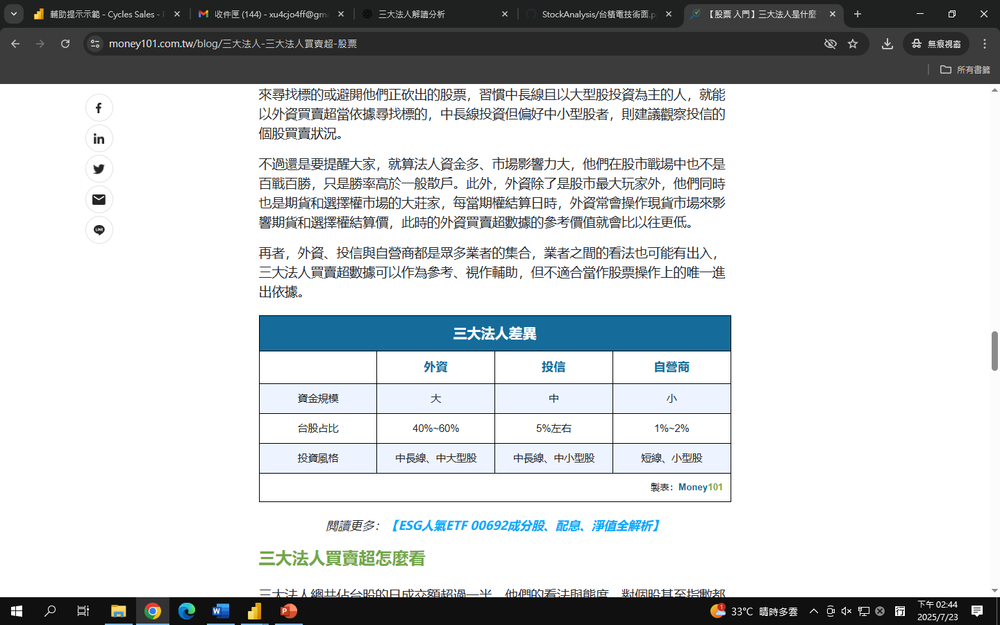 輔助提示示範 - Cycles Sales - P
收件匣 (144) - xu4cjo4ff@gma
三大法人解讀分析
StockAnalysis/台積電技術面.p
【股票 入門】三大法人是什麼
money101.com.tw/blog/三大法人-三大法人買賣超-股票
無痕視窗
所有書籤
來尋找標的或避開他們正砍出的股票，習慣中長線且以大型股投資為主的人，就能
以外資買賣超當依據尋找標的，中長線投資但偏好中小型股者，則建議觀察投信的
個股買賣狀況。
不過還是要提醒大家，就算法人資金多、市場影響力大，他們在股市戰場中也不是
百戰百勝，只是勝率高於一般散戶。此外，外資除了是股市最大玩家外，他們同時
也是期貨和選擇權市場的大莊家，每當期權結算日時，外資常會操作現貨市場來影
響期貨和選擇權結算價，此時的外資買賣超數據的參考價值就會比以往更低。
再者，外資、投信與自營商都是眾多業者的集合，業者之間的看法也可能有出入，
三大法人買賣超數據可以作為參考、視作輔助，但不適合當作股票操作上的唯一進
出依據。
三大法人差異
外資 投信 自營商
資金規模 大 中 小
台股占比 40%~60% 5%左右 1%~2%
投資風格 中長線、中大型股 中長線、中小型股 短線、小型股
製表：Money101
閱讀更多：【ESG人氣ETF 00692成分股、配息、淨值全解析】
三大法人買賣超怎麼看
三大法人總共佔台股的日成交額超過一半，他們的看法與態度，對個股甚至指數都
LINE
1
33°C 晴時多雲
行
下午 02:44
2025/7/23